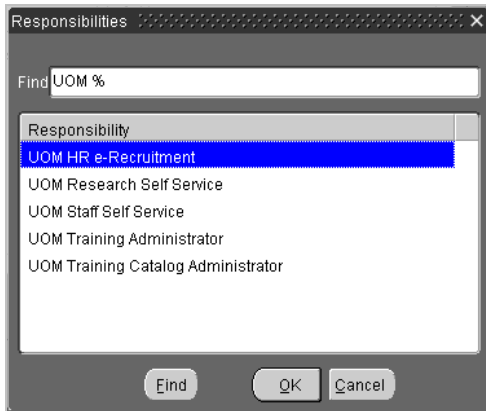 Responsibilities
Find UOM %
Responsibility
UOM HR e-Recruitment
UOM Research Self Service
UOM Staff Self Service
UOM Training Administrator
UOM Training Catalog Administrator
Find OK Cancel